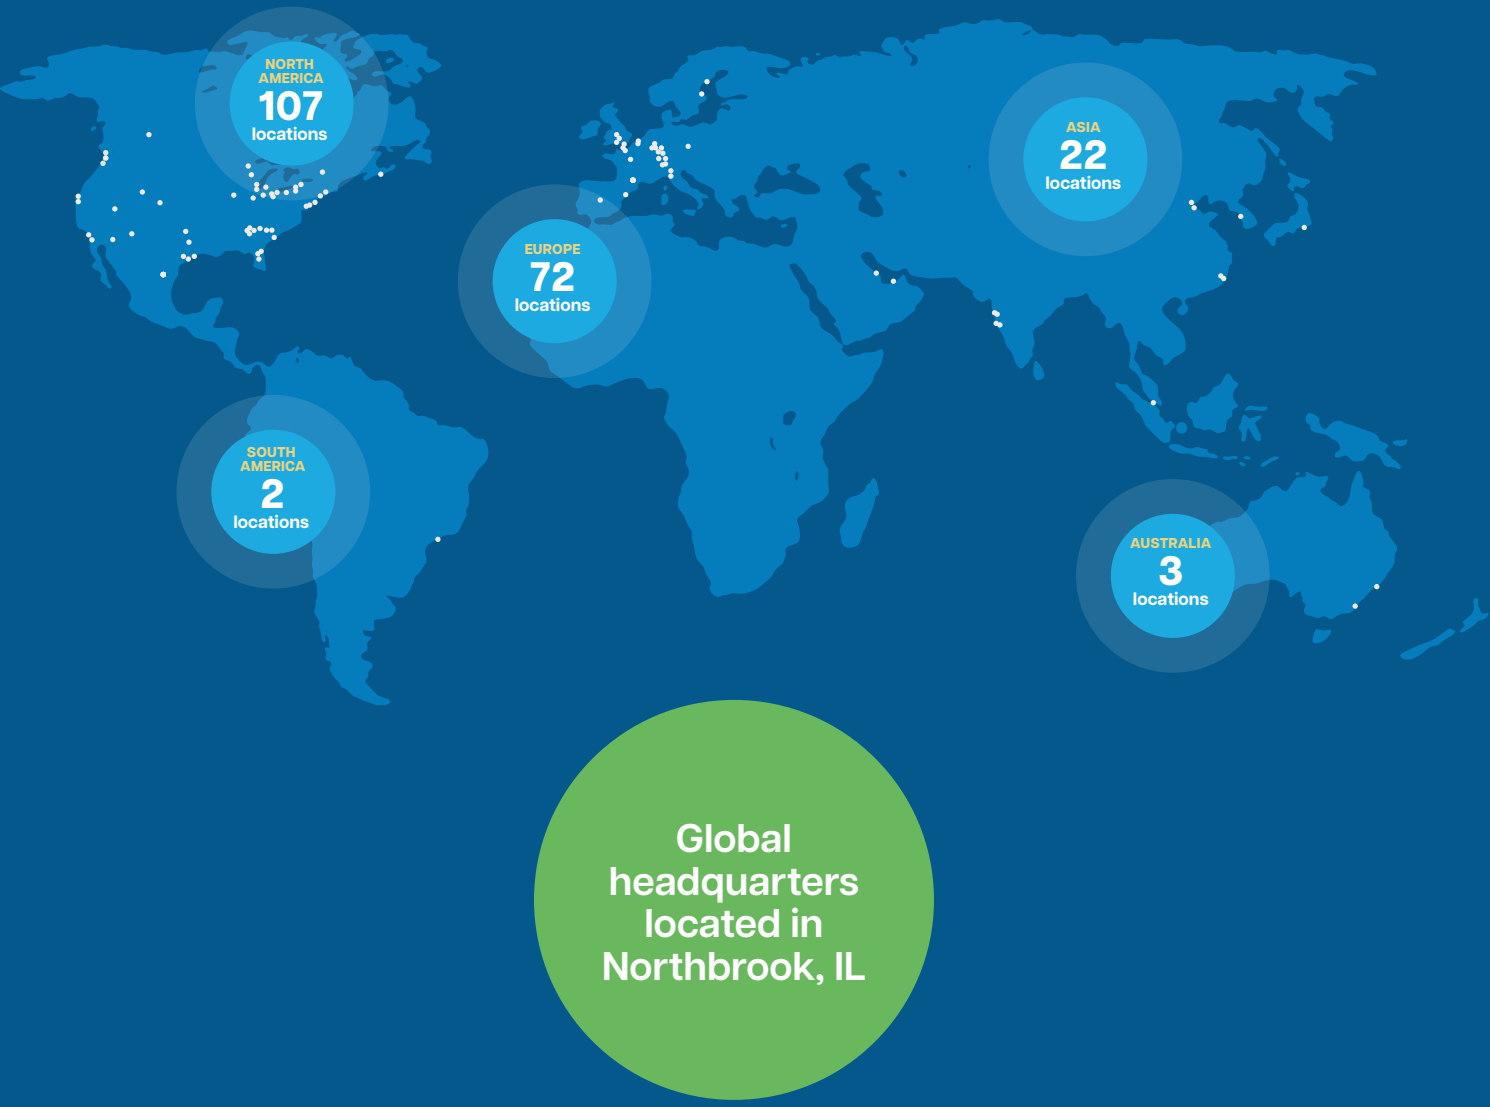 NORTH
AMERICA
107
locations
ASIA
22
locations
EUROPE
72
locations
SOUTH
AMERICA
2
locations
AUSTRALIA
3
locations
Global
headquarters
located in
Northbrook, IL